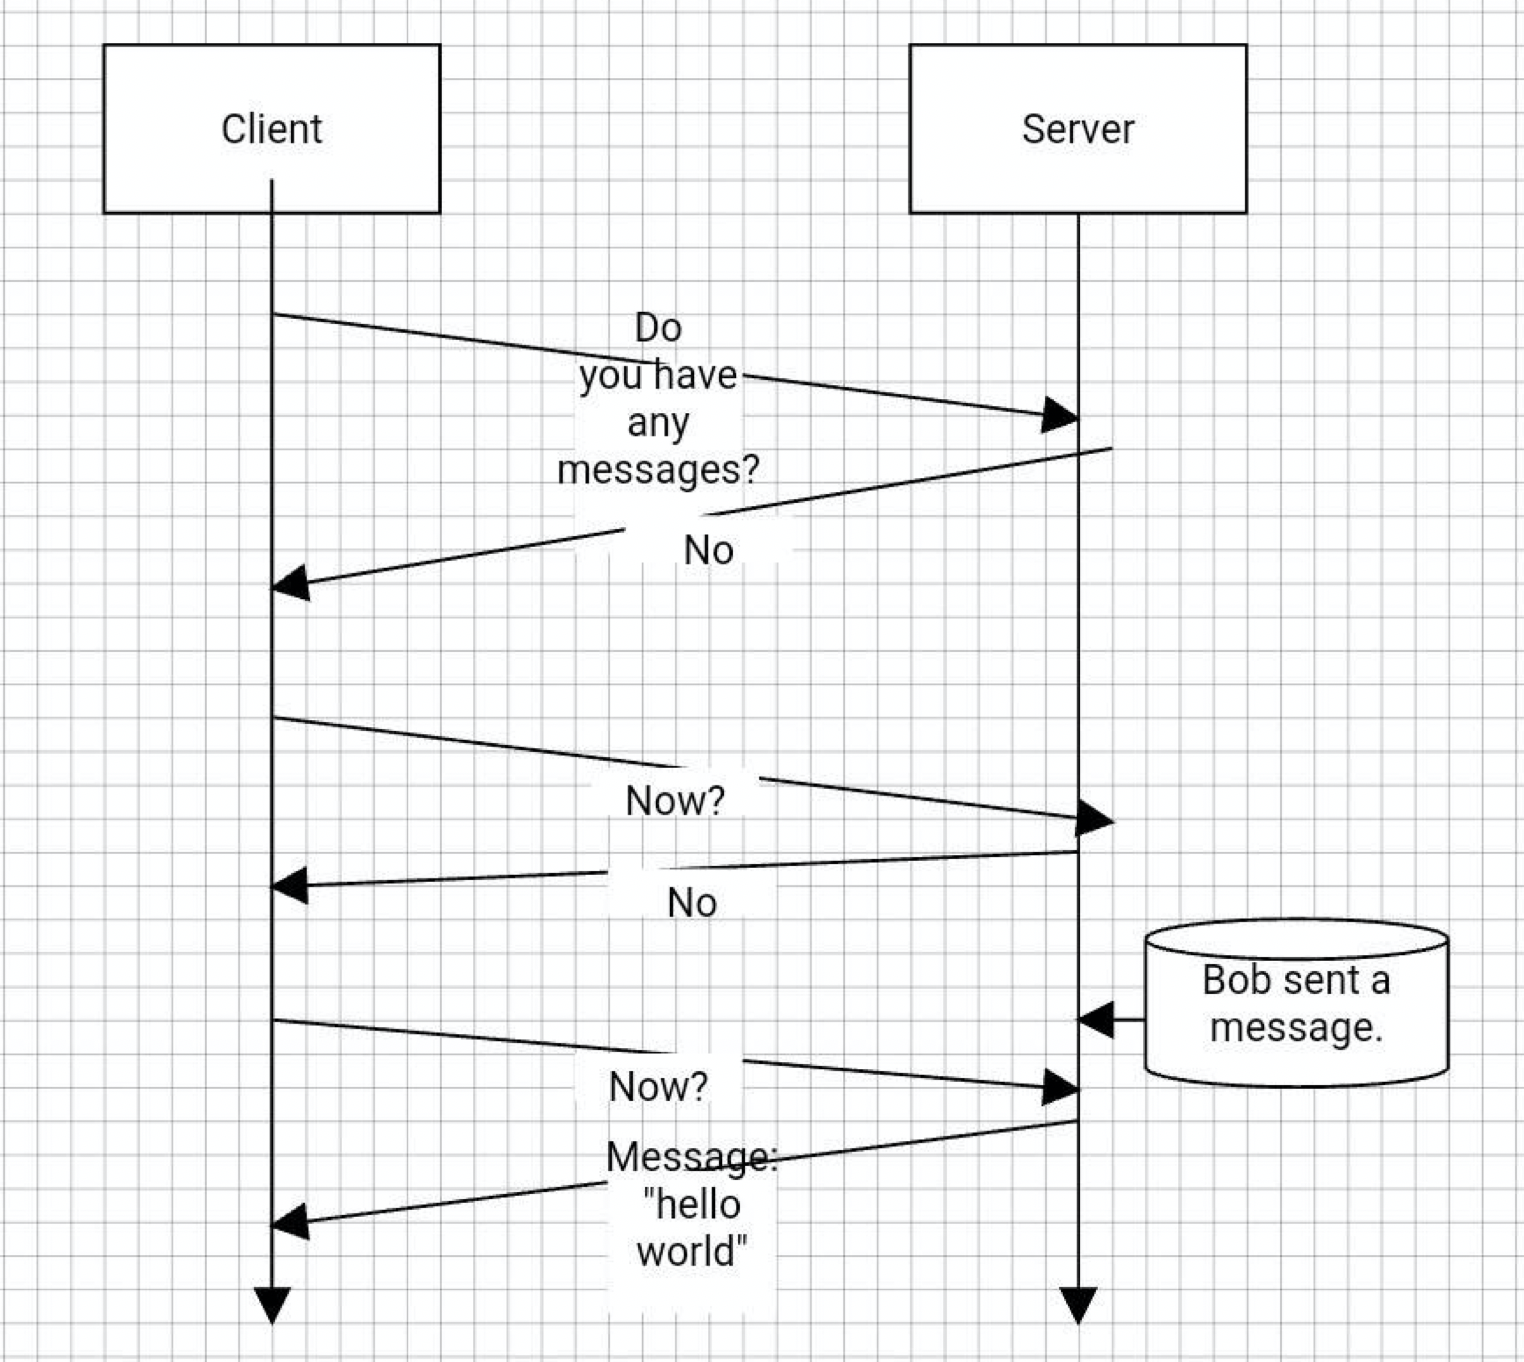 Client
Server
Do
you have
any
messages?
No
Now?
No
Bob sent a
message.
Now?
Message:
"hello
world"